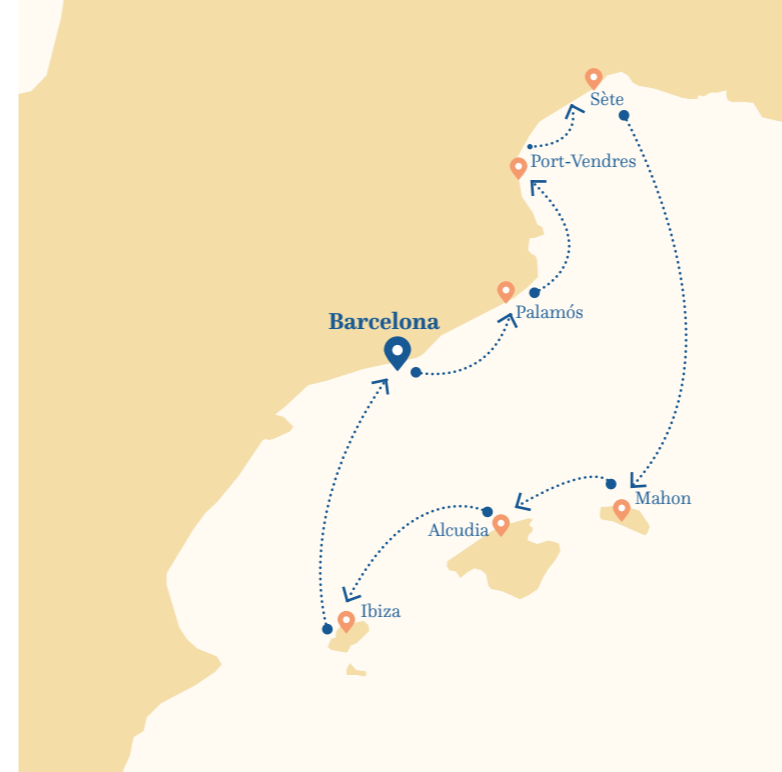 Sète
Port-Vendres
Palamós
Barcelona
Mahon
Alcudia
Ibiza